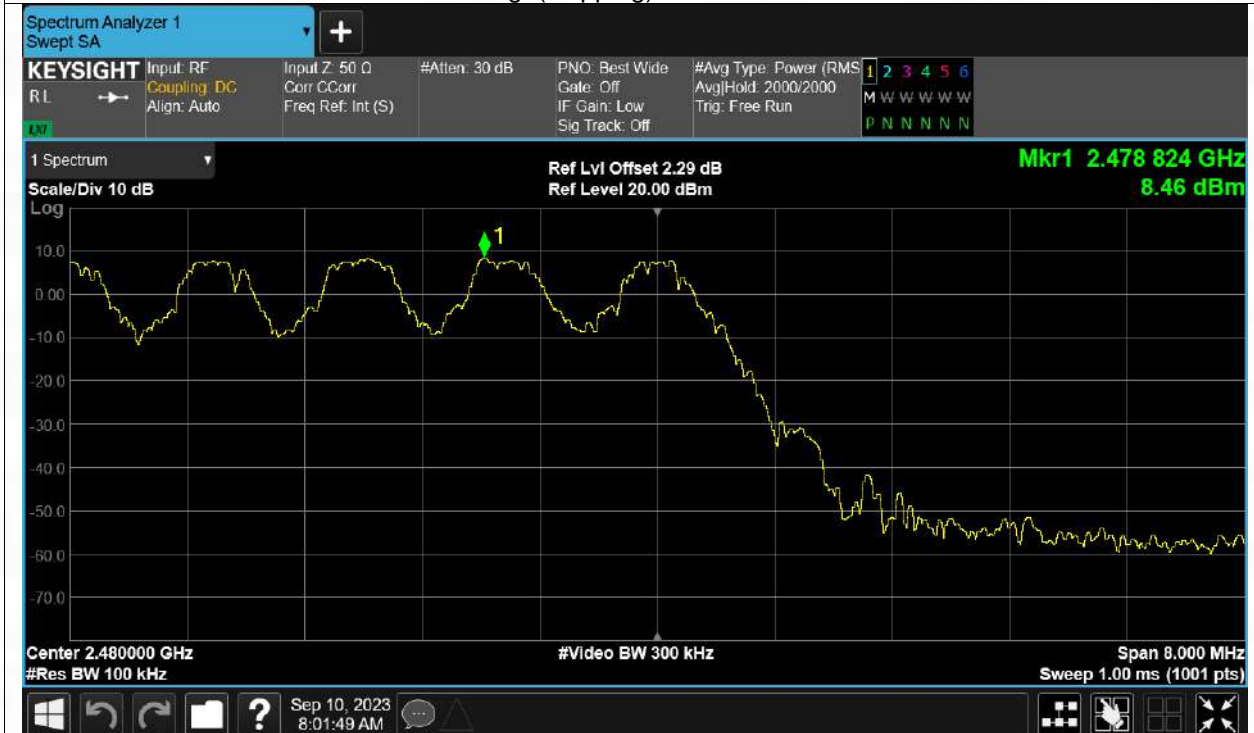 Spectrum Analyzer 1
Swept SA
+
KEYSIGHT
RL
LXI
Input: RF
Coupling: DC
Align: Auto
Input Z: 50 Ω
Corr CCorr
Freq Ref: Int (S)
#Atten: 30 dB
PNO: Best Wide
Gate: Off
IF Gain: Low
Sig Track: Off
#Avg Type: Power (RMS
Avg|Hold: 2000/2000
Trig: Free Run
1 2 3 4 5 6
M W W W W W
P N N N N N
1 Spectrum
Scale/Div 10 dB
Log
Ref Lvl Offset 2.29 dB
Ref Level 20.00 dBm
Mkr1 2.478 824 GHz
8.46 dBm
1
10.0
0.00
-10.0
-20.0
-30.0
-40.0
-50.0
-60.0
-70.0
Center 2.480000 GHz
#Res BW 100 kHz
#Video BW 300 kHz
Span 8.000 MHz
Sweep 1.00 ms (1001 pts)
?
Sep 10, 2023
8:01:49 AM